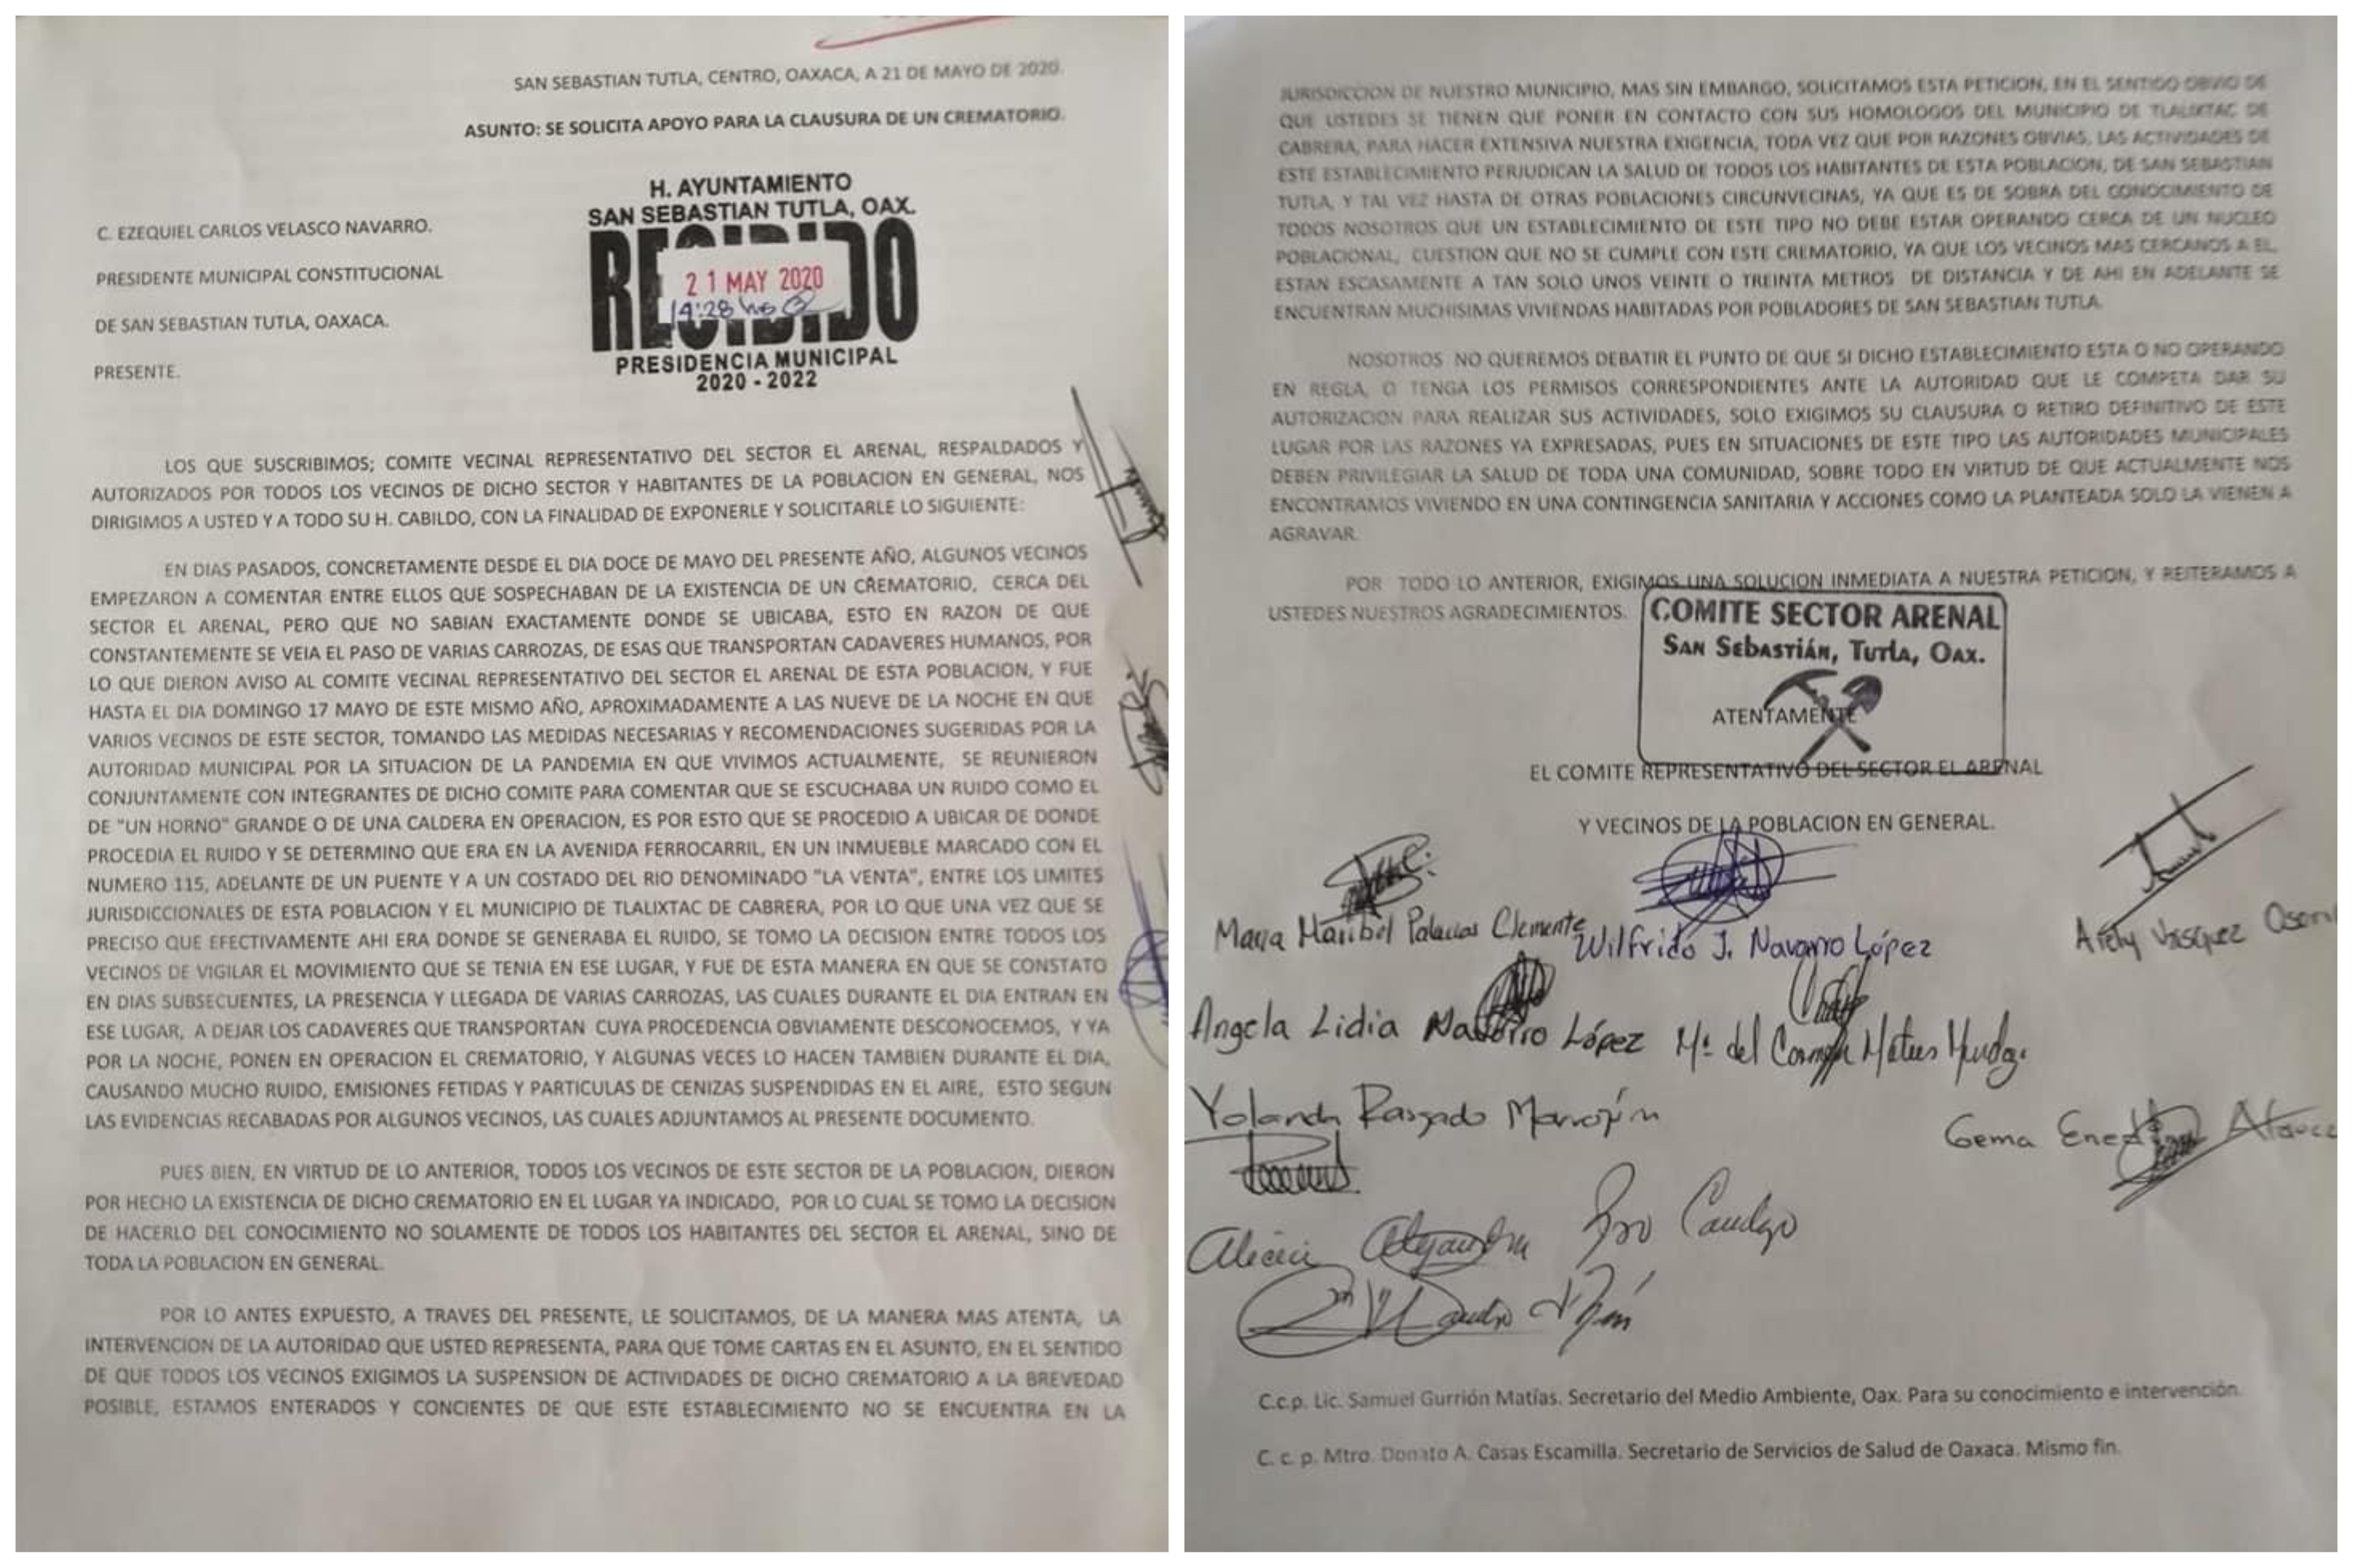 SAN SEBASTIAN TUTLA, CENTRO, OAXACA, A 21 DE MAYO DE 2020.
ASUNTO: SE SOLICITA APOYO PARA LA CLAUSURA DE UN CREMATORIO.
H. AYUNTAMIENTO
SAN SEBASTIAN TUTLA, OAX.
RECIBIDO
21 MAY 2020
14:28 hs
PRESIDENCIA MUNICIPAL
2020 - 2022
C. EZEQUIEL CARLOS VELASCO NAVARRO.
PRESIDENTE MUNICIPAL CONSTITUCIONAL
DE SAN SEBASTIAN TUTLA, OAXACA.
PRESENTE.
LOS QUE SUSCRIBIMOS; COMITE VECINAL REPRESENTATIVO DEL SECTOR EL ARENAL, RESPALDADOS Y
AUTORIZADOS POR TODOS LOS VECINOS DE DICHO SECTOR Y HABITANTES DE LA POBLACION EN GENERAL, NOS
DIRIGIMOS A USTED Y A TODO SU H. CABILDO, CON LA FINALIDAD DE EXPONERLE Y SOLICITARLE LO SIGUIENTE:
EN DIAS PASADOS, CONCRETAMENTE DESDE EL DIA DOCE DE MAYO DEL PRESENTE AÑO, ALGUNOS VECINOS
EMPEZARON A COMENTAR ENTRE ELLOS QUE SOSPECHABAN DE LA EXISTENCIA DE UN CREMATORIO, CERCA DEL
SECTOR EL ARENAL, PERO QUE NO SABIAN EXACTAMENTE DONDE SE UBICABA, ESTO EN RAZON DE QUE
CONSTANTEMENTE SE VEIA EL PASO DE VARIAS CARROZAS, DE ESAS QUE TRANSPORTAN CADAVERES HUMANOS, POR
LO QUE DIERON AVISO AL COMITE VECINAL REPRESENTATIVO DEL SECTOR EL ARENAL DE ESTA POBLACION, Y FUE
HASTA EL DIA DOMINGO 17 MAYO DE ESTE MISMO AÑO, APROXIMADAMENTE A LAS NUEVE DE LA NOCHE EN QUE
VARIOS VECINOS DE ESTE SECTOR, TOMANDO LAS MEDIDAS NECESARIAS Y RECOMENDACIONES SUGERIDAS POR LA
AUTORIDAD MUNICIPAL POR LA SITUACION DE LA PANDEMIA EN QUE VIVIMOS ACTUALMENTE, SE REUNIERON
CONJUNTAMENTE CON INTEGRANTES DE DICHO COMITE PARA COMENTAR QUE SE ESCUCHABA UN RUIDO COMO EL
DE "UN HORNO" GRANDE O DE UNA CALDERA EN OPERACION, ES POR ESTO QUE SE PROCEDIO A UBICAR DE DONDE
PROCEDIA EL RUIDO Y SE DETERMINO QUE ERA EN LA AVENIDA FERROCARRIL, EN UN INMUEBLE MARCADO CON EL
NUMERO 115, ADELANTE DE UN PUENTE Y A UN COSTADO DEL RIO DENOMINADO "LA VENTA", ENTRE LOS LIMITES
JURISDICCIONALES DE ESTA POBLACION Y EL MUNICIPIO DE TLALIXTAC DE CABRERA, POR LO QUE UNA VEZ QUE SE
PRECISO QUE EFECTIVAMENTE AHI ERA DONDE SE GENERABA EL RUIDO, SE TOMO LA DECISION ENTRE TODOS LOS
VECINOS DE VIGILAR EL MOVIMIENTO QUE SE TENIA EN ESE LUGAR, Y FUE DE ESTA MANERA EN QUE SE CONSTATO
EN DIAS SUBSECUENTES, LA PRESENCIA Y LLEGADA DE VARIAS CARROZAS, LAS CUALES DURANTE EL DIA ENTRAN EN
ESE LUGAR, A DEJAR LOS CADAVERES QUE TRANSPORTAN CUYA PROCEDENCIA OBVIAMENTE DESCONOCEMOS, Y YA
POR LA NOCHE, PONEN EN OPERACION EL CREMATORIO, Y ALGUNAS VECES LO HACEN TAMBIEN DURANTE EL DIA,
CAUSANDO MUCHO RUIDO, EMISIONES FETIDAS Y PARTICULAS DE CENIZAS SUSPENDIDAS EN EL AIRE, ESTO SEGUN
LAS EVIDENCIAS RECABADAS POR ALGUNOS VECINOS, LAS CUALES ADJUNTAMOS AL PRESENTE DOCUMENTO.
PUES BIEN, EN VIRTUD DE LO ANTERIOR, TODOS LOS VECINOS DE ESTE SECTOR DE LA POBLACION, DIERON
POR HECHO LA EXISTENCIA DE DICHO CREMATORIO EN EL LUGAR YA INDICADO, POR LO CUAL SE TOMO LA DECISION
DE HACERLO DEL CONOCIMIENTO NO SOLAMENTE DE TODOS LOS HABITANTES DEL SECTOR EL ARENAL, SINO DE
TODA LA POBLACION EN GENERAL.
POR LO ANTES EXPUESTO, A TRAVES DEL PRESENTE, LE SOLICITAMOS, DE LA MANERA MAS ATENTA, LA
INTERVENCION DE LA AUTORIDAD QUE USTED REPRESENTA, PARA QUE TOME CARTAS EN EL ASUNTO, EN EL SENTIDO
DE QUE TODOS LOS VECINOS EXIGIMOS LA SUSPENSION DE ACTIVIDADES DE DICHO CREMATORIO A LA BREVEDAD
POSIBLE, ESTAMOS ENTERADOS Y CONCIENTES DE QUE ESTE ESTABLECIMIENTO NO SE ENCUENTRA EN LA
JURISDICCION DE NUESTRO MUNICIPIO, MAS SIN EMBARGO, SOLICITAMOS ESTA PETICION, EN EL SENTIDO OBVIO DE
QUE USTEDES SE TIENEN QUE PONER EN CONTACTO CON SUS HOMOLOGOS DEL MUNICIPIO DE TLALIXTAC DE
CABRERA, PARA HACER EXTENSIVA NUESTRA EXIGENCIA, TODA VEZ QUE POR RAZONES OBVIAS, LAS ACTIVIDADES DE
ESTE ESTABLECIMIENTO PERJUDICAN LA SALUD DE TODOS LOS HABITANTES DE ESTA POBLACION, DE SAN SEBASTIAN
TUTLA, Y TAL VEZ HASTA DE OTRAS POBLACIONES CIRCUNVECINAS, YA QUE ES DE SOBRA DEL CONOCIMIENTO DE
TODOS NOSOTROS QUE UN ESTABLECIMIENTO DE ESTE TIPO NO DEBE ESTAR OPERANDO CERCA DE UN NUCLEO
POBLACIONAL, CUESTION QUE NO SE CUMPLE CON ESTE CREMATORIO, YA QUE LOS VECINOS MAS CERCANOS A EL,
ESTAN ESCASAMENTE A TAN SOLO UNOS VEINTE O TREINTA METROS DE DISTANCIA Y DE AHI EN ADELANTE SE
ENCUENTRAN MUCHISIMAS VIVIENDAS HABITADAS POR POBLADORES DE SAN SEBASTIAN TUTLA.
NOSOTROS NO QUEREMOS DEBATIR EL PUNTO DE QUE SI DICHO ESTABLECIMIENTO ESTA O NO OPERANDO
EN REGLA, O TENGA LOS PERMISOS CORRESPONDIENTES ANTE LA AUTORIDAD QUE LE COMPETA DAR SU
AUTORIZACION PARA REALIZAR SUS ACTIVIDADES, SOLO EXIGIMOS SU CLAUSURA O RETIRO DEFINITIVO DE ESTE
LUGAR POR LAS RAZONES YA EXPRESADAS, PUES EN SITUACIONES DE ESTE TIPO LAS AUTORIDADES MUNICIPALES
DEBEN PRIVILEGIAR LA SALUD DE TODA UNA COMUNIDAD, SOBRE TODO EN VIRTUD DE QUE ACTUALMENTE NOS
ENCONTRAMOS VIVIENDO EN UNA CONTINGENCIA SANITARIA Y ACCIONES COMO LA PLANTEADA SOLO LA VIENEN A
AGRAVAR.
POR TODO LO ANTERIOR, EXIGIMOS UNA SOLUCION INMEDIATA A NUESTRA PETICION, Y REITERAMOS A
USTEDES NUESTROS AGRADECIMIENTOS.
COMITE SECTOR ARENAL
SAN SEBASTIÁN, TUTLA, OAX.
ATENTAMENTE
EL COMITE REPRESENTATIVO DEL SECTOR EL ARENAL
Y VECINOS DE LA POBLACION EN GENERAL.
Maria Maribel Palacios Clemente
Wilfrido J. Navarro López
Arely Vásquez
Angela Lidia Navarro López
Mª del Carmen Mateos
Yolanda Rasgado
Gema
Alicia Alejandra
C.c.p. Lic. Samuel Gurrión Matías. Secretario del Medio Ambiente, Oax. Para su conocimiento e intervención.
C. c. p. Mtro. Donato A. Casas Escamilla. Secretario de Servicios de Salud de Oaxaca. Mismo fin.